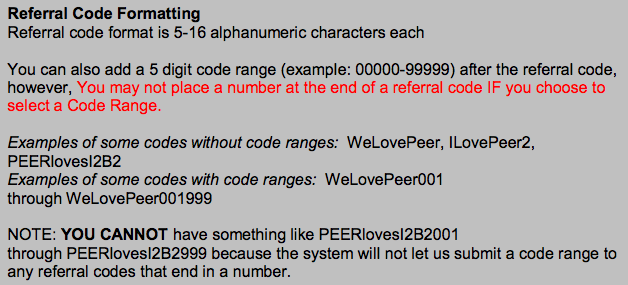 Referral Code Formatting
Referral code format is 5-16 alphanumeric characters each
You can also add a 5 digit code range (example: 00000-99999) after the referral code,
however, You may not place a number at the end of a referral code IF you choose to
select a Code Range.
Examples of some codes without code ranges:  WeLovePeer, ILovePeer2,
PEERlovesI2B2
Examples of some codes with code ranges:  WeLovePeer001
through WeLovePeer001999
NOTE: YOU CANNOT have something like PEERlovesI2B2001
through PEERlovesI2B2999 because the system will not let us submit a code range to
any referral codes that end in a number.